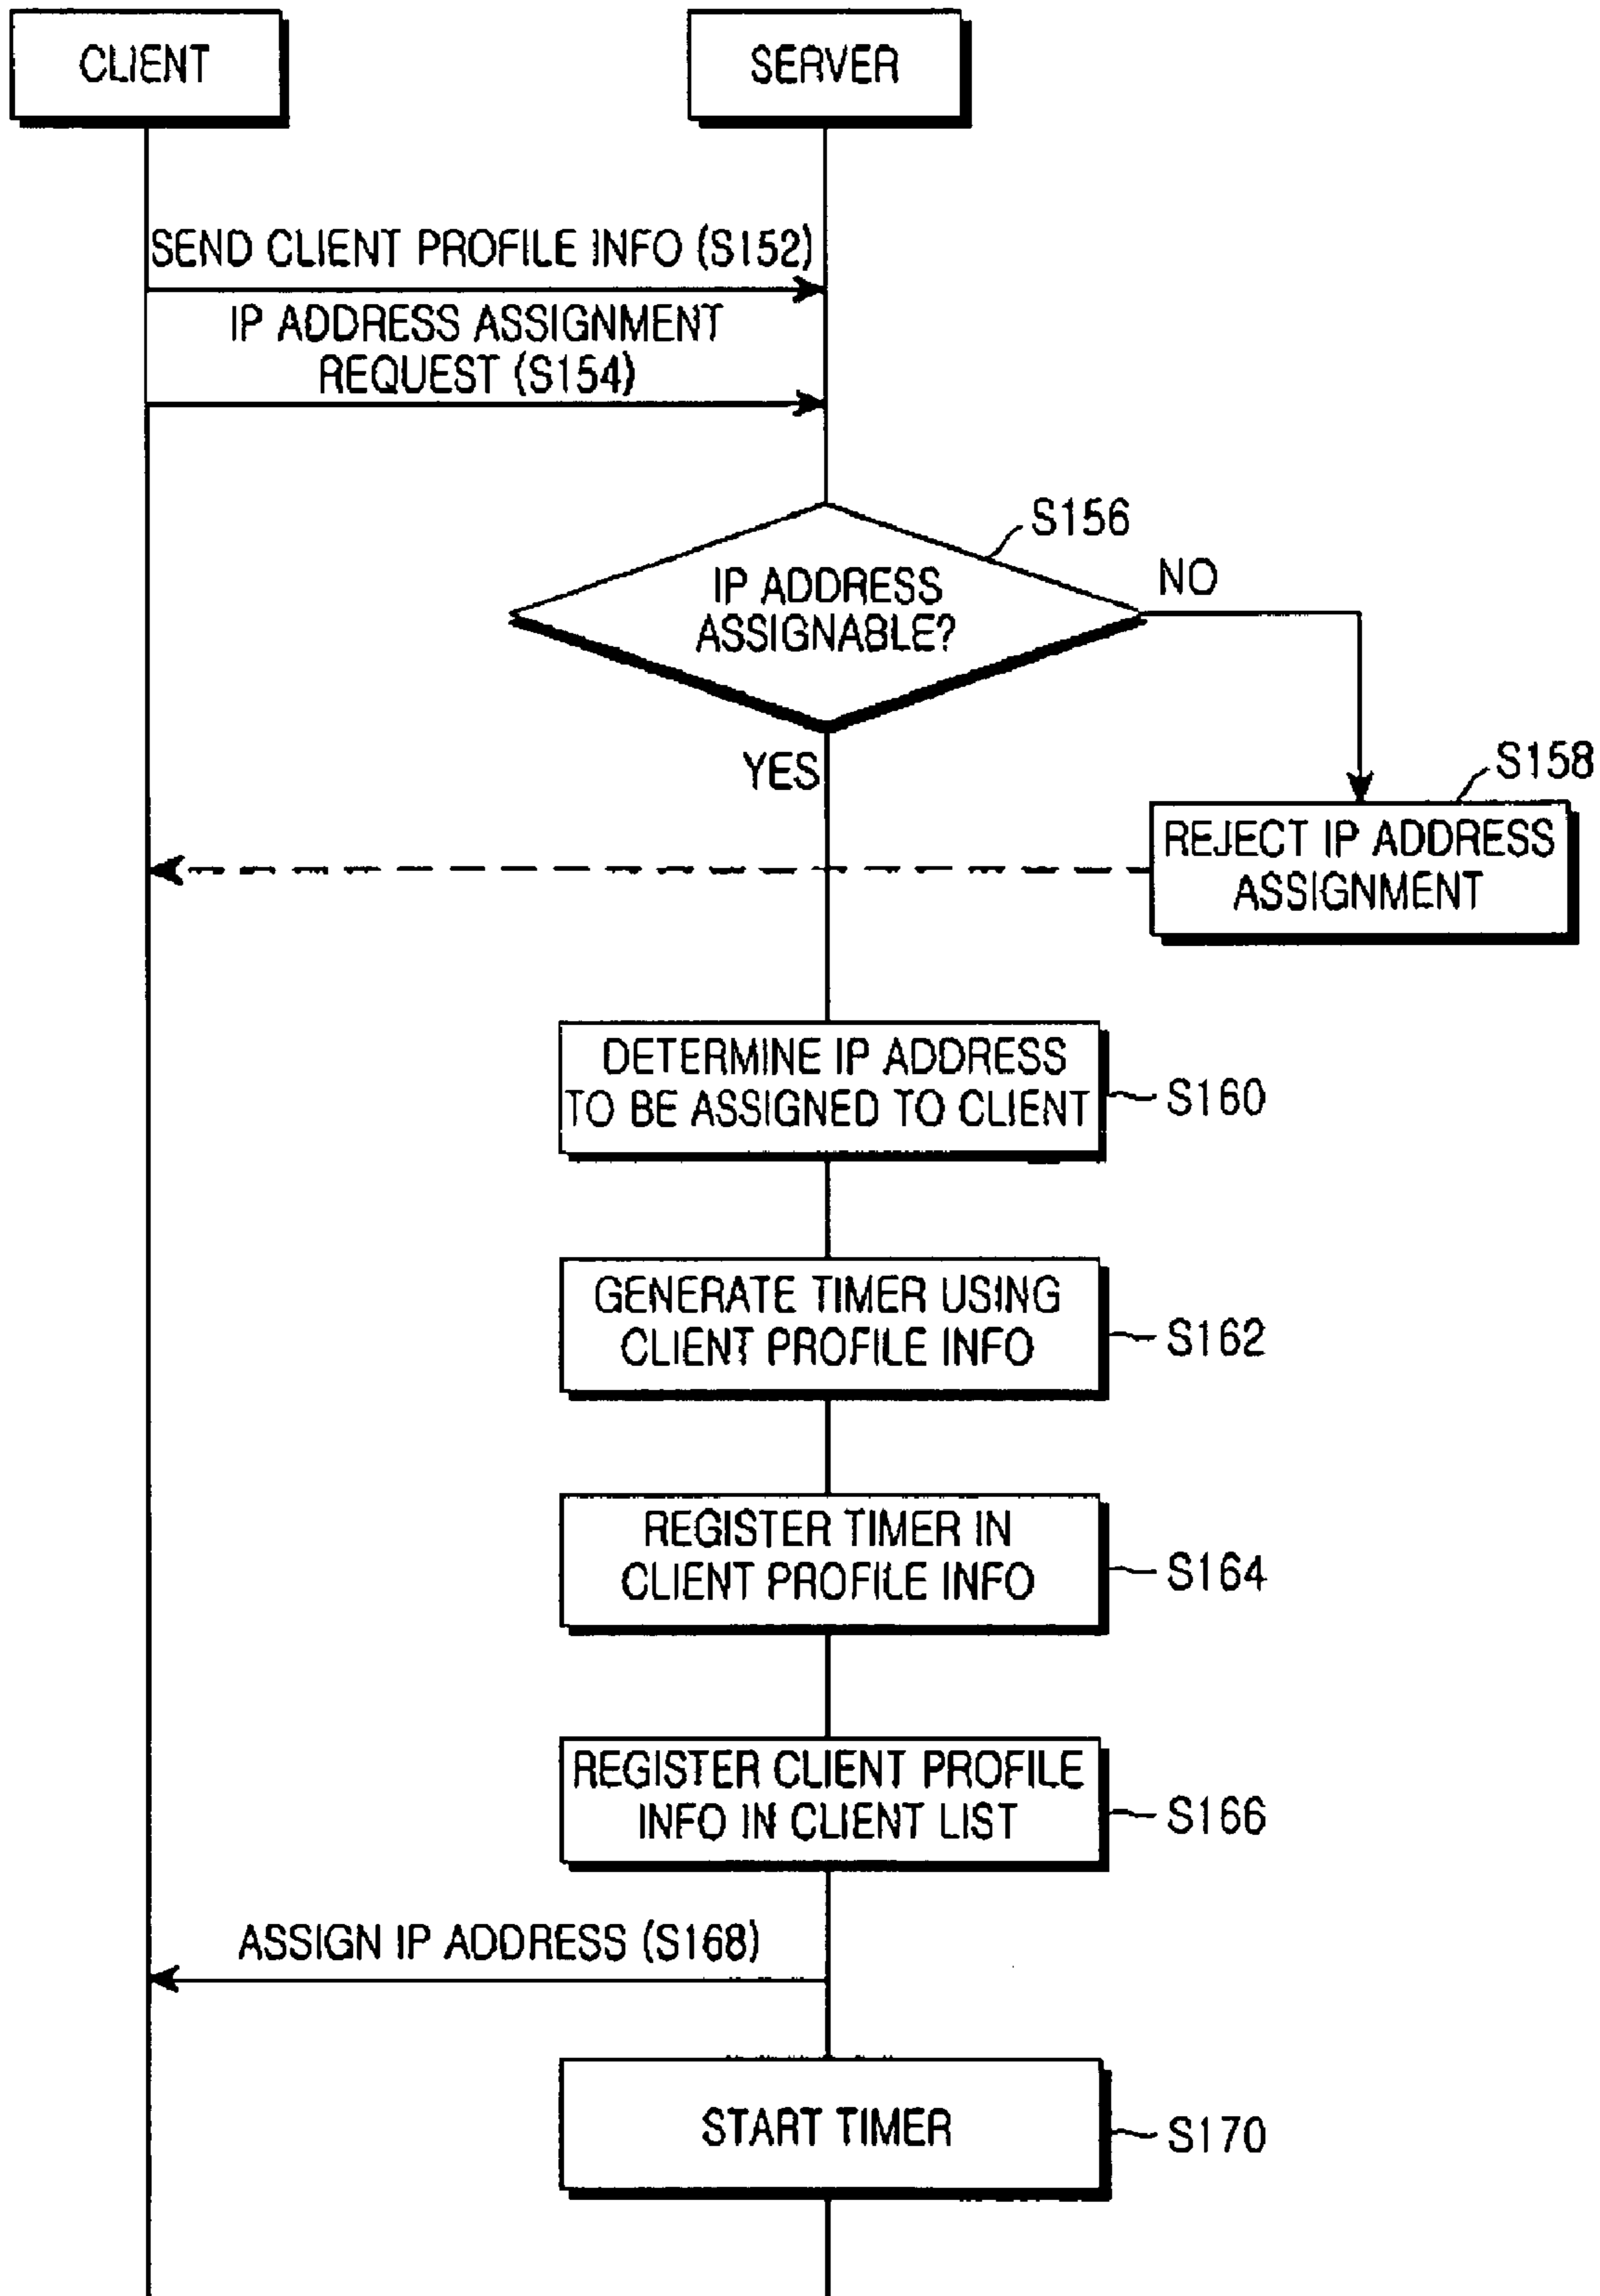 CLIENT
SERVER
SEND CLIENT PROFILE INFO (S152)
IP ADDRESS ASSIGNMENT
REQUEST (S154)
S156
IP ADDRESS
ASSIGNABLE?
NO
YES
S158
REJECT IP ADDRESS
ASSIGNMENT
DETERMINE IP ADDRESS
TO BE ASSIGNED TO CLIENT
S160
GENERATE TIMER USING
CLIENT PROFILE INFO
S162
REGISTER TIMER IN
CLIENT PROFILE INFO
S164
REGISTER CLIENT PROFILE
INFO IN CLIENT LIST
S166
ASSIGN IP ADDRESS (S168)
START TIMER
S170